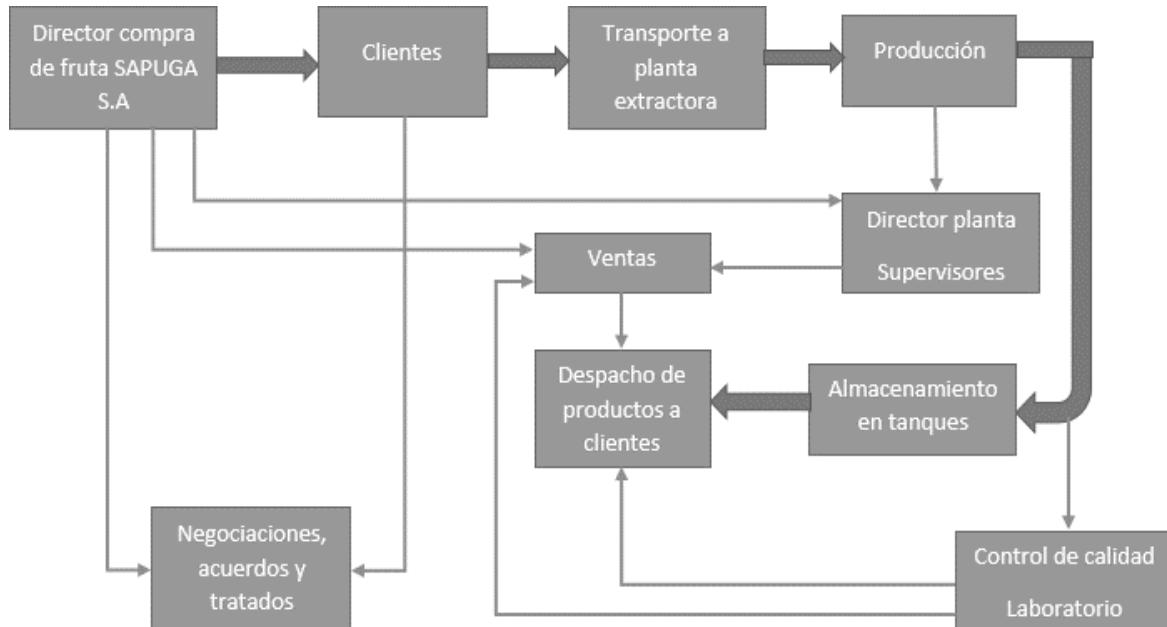 Director compra
de fruta SAPUGA
S.A
Clientes
Transporte a
planta
extractora
Producción
Director planta
Supervisores
Ventas
Despacho de
productos a
clientes
Almacenamiento
en tanques
Negociaciones,
acuerdos y
tratados
Control de calidad
Laboratorio